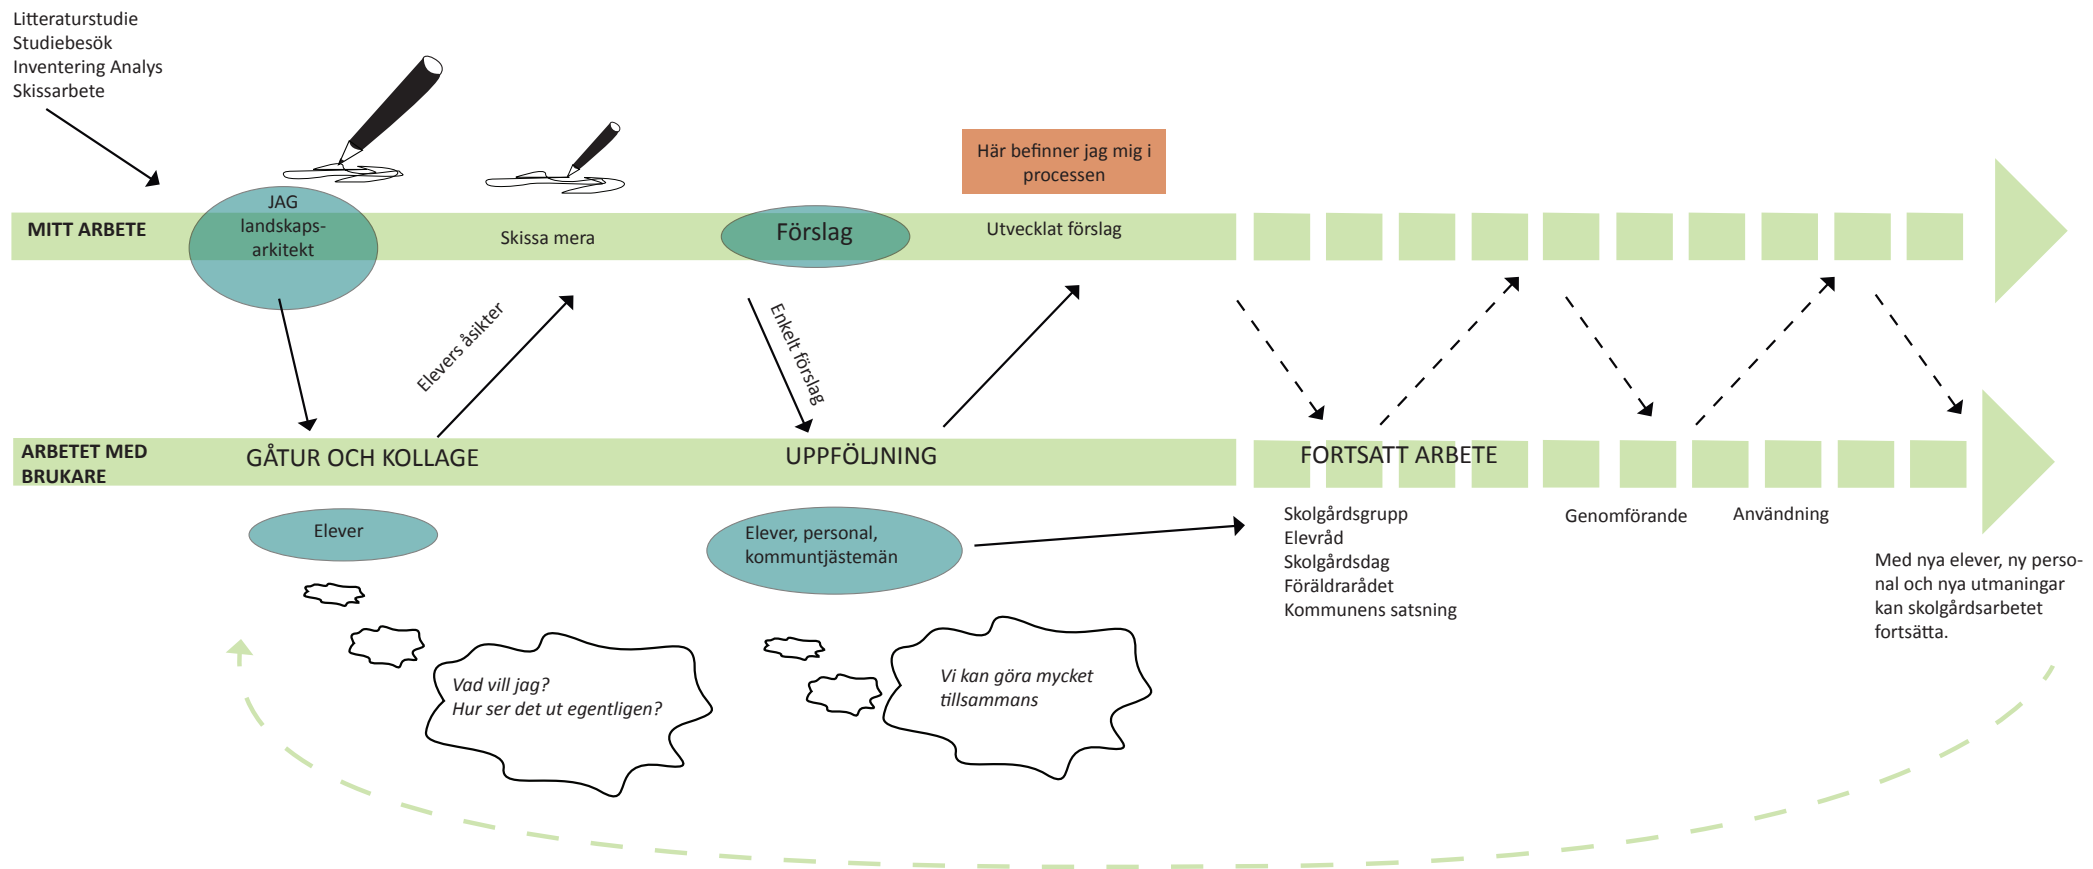 Litteraturstudie
Studiebesök
Inventering Analys
Skissarbete
Här befinner jag mig i
processen
MITT ARBETE
JAG
landskaps-
arkitekt
Skissa mera
Förslag
Utvecklat förslag
Elevers åsikter
Enkelt förslag
ARBETET MED
BRUKARE
GÅTUR OCH KOLLAGE
UPPFÖLJNING
FORTSATT ARBETE
Elever
Elever, personal,
kommuntjästemän
Skolgårdsgrupp
Elevråd
Skolgårdsdag
Föräldrarådet
Kommunens satsning
Genomförande
Användning
Med nya elever, ny perso-
nal och nya utmaningar
kan skolgårdsarbetet
fortsätta.
Vad vill jag?
Hur ser det ut egentligen?
Vi kan göra mycket
tillsammans